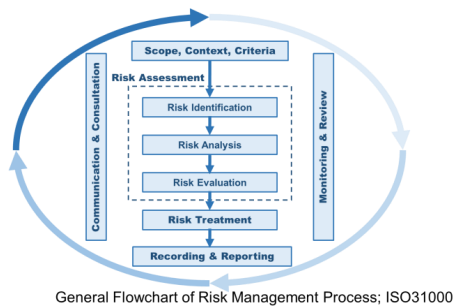 Scope, Context, Criteria
Risk Assessment
Risk Identification
Risk Analysis
Risk Evaluation
Risk Treatment
Recording & Reporting
Communication & Consultation
Monitoring & Review
General Flowchart of Risk Management Process; ISO31000